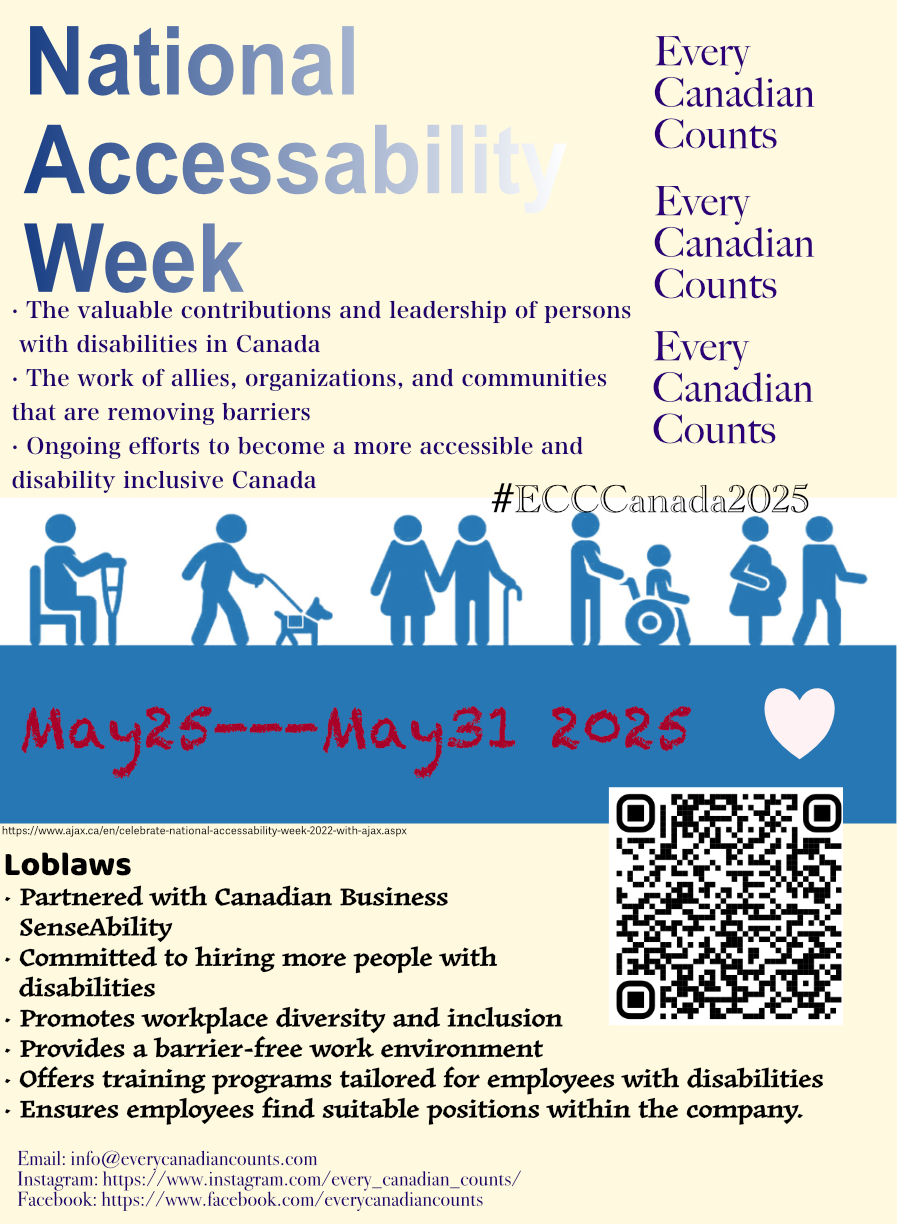 National
Accessability
Week
· The valuable contributions and leadership of persons
with disabilities in Canada
· The work of allies, organizations, and communities
that are removing barriers
· Ongoing efforts to become a more accessible and
disability inclusive Canada
Every
Canadian
Counts
Every
Canadian
Counts
Every
Canadian
Counts
#ECCCanada2025
May25---May31 2025
https://www.ajax.ca/en/celebrate-national-accessability-week-2022-with-ajax.aspx
Loblaws
· Partnered with Canadian Business
SenseAbility
· Committed to hiring more people with
disabilities
· Promotes workplace diversity and inclusion
· Provides a barrier-free work environment
· Offers training programs tailored for employees with disabilities
· Ensures employees find suitable positions within the company.
Email: info@everycanadiancounts.com
Instagram: https://www.instagram.com/every_canadian_counts/
Facebook: https://www.facebook.com/everycanadiancounts